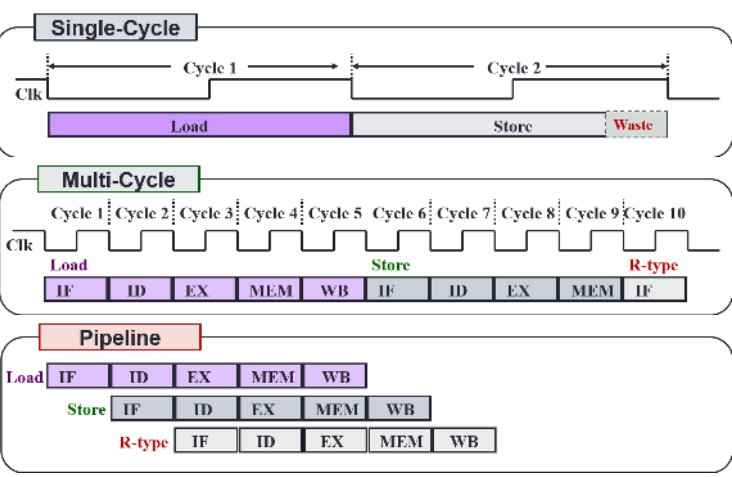 Single-Cycle
Cycle 1 Cycle 2
Clk
Load Store Waste
Multi-Cycle
Cycle 1 Cycle 2 Cycle 3 Cycle 4 Cycle 5 Cycle 6 Cycle 7 Cycle 8 Cycle 9 Cycle 10
Clk
Load Store R-type
IF ID EX MEM WB IF ID EX MEM IF
Pipeline
Load IF ID EX MEM WB
Store IF ID EX MEM WB
R-type IF ID EX MEM WB